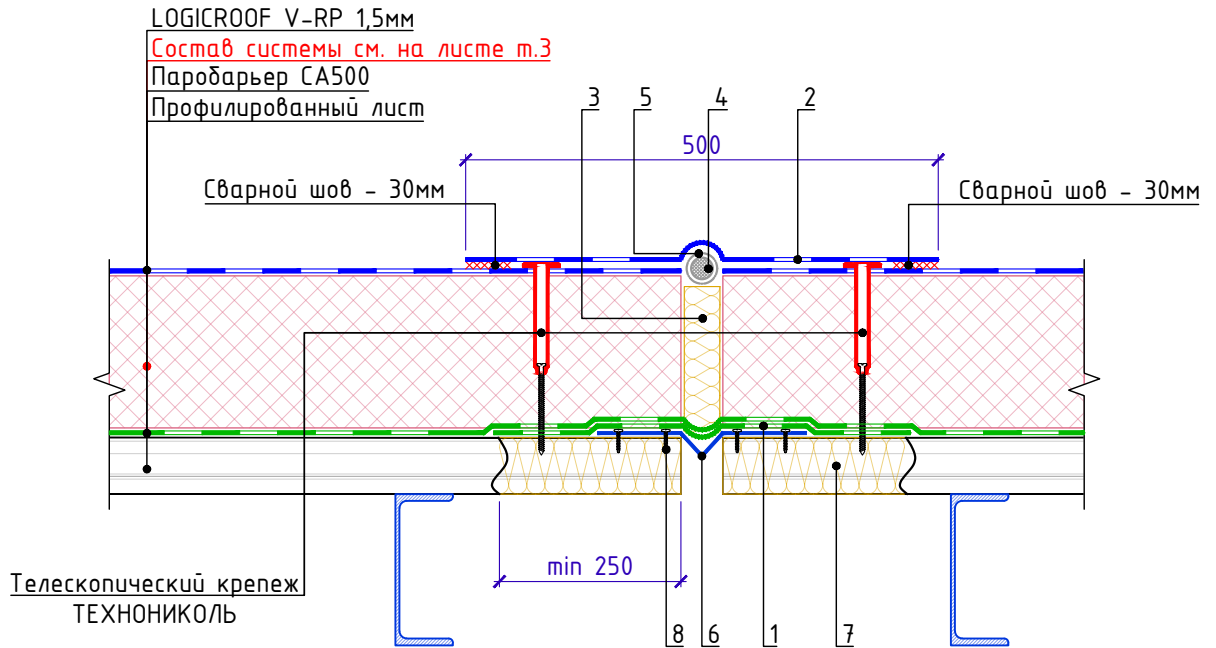 LOGICROOF V-RP 1,5мм
Состав системы см. на листе т.3
Паробарьер СА500
Профилированный лист
3 5 4 2
500
Сварной шов - 30мм
Сварной шов - 30мм
min 250
Телескопический крепеж
ТЕХНОНИКОЛЬ
8 6 1 7